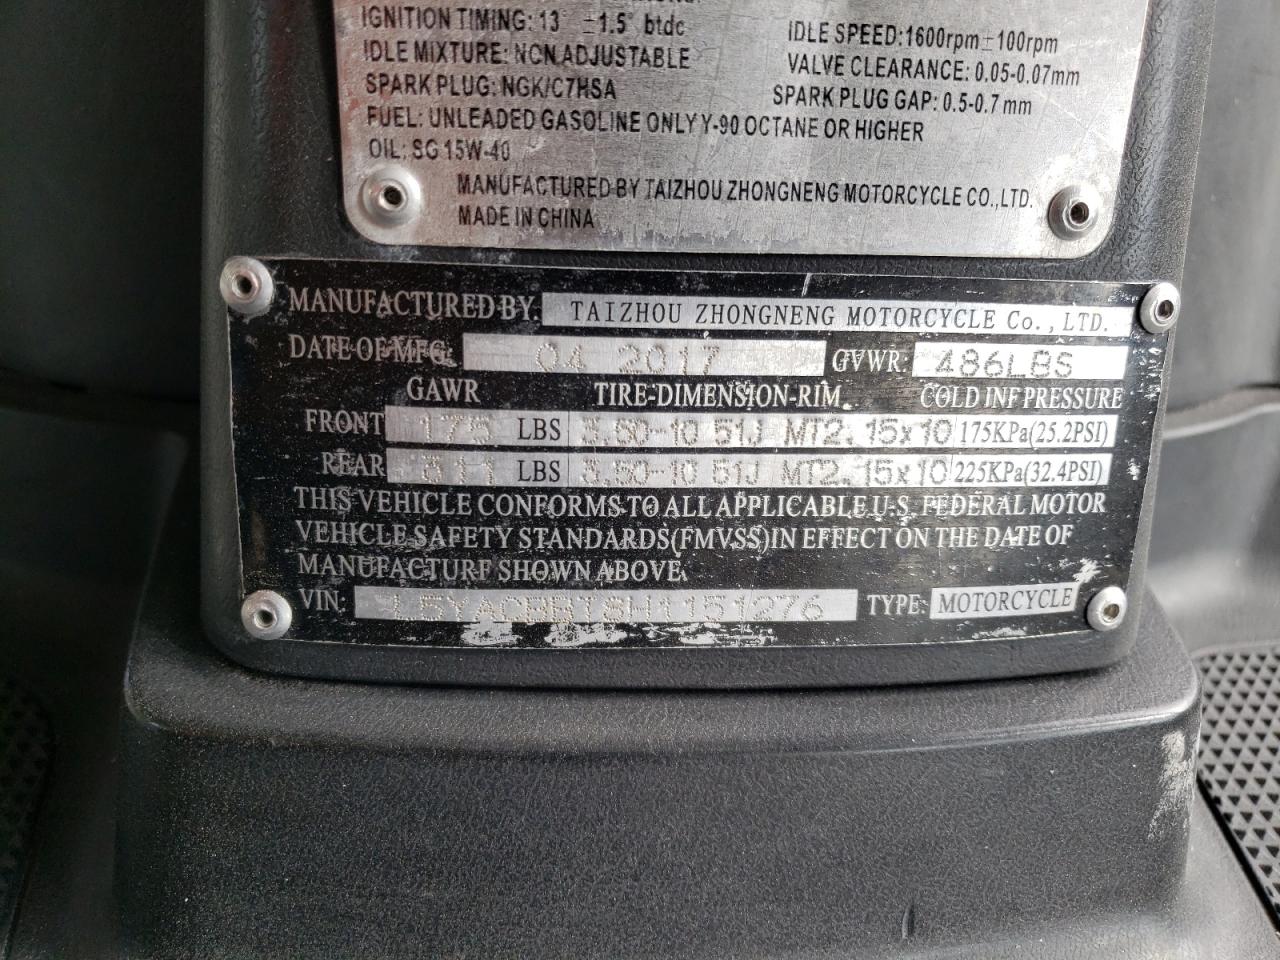 IGNITION TIMING: 13° ±1.5° btdc
IDLE SPEED:1600rpm±100rpm
IDLE MIXTURE: NCN ADJUSTABLE
VALVE CLEARANCE: 0.05-0.07mm
SPARK PLUG: NGK/C7HSA
SPARK PLUG GAP: 0.5-0.7 mm
FUEL: UNLEADED GASOLINE ONLY Y-90 OCTANE OR HIGHER
OIL: SG 15W-40
MANUFACTURED BY TAIZHOU ZHONGNENG MOTORCYCLE CO.,LTD.
MADE IN CHINA
MANUFACTURED BY. TAIZHOU ZHONGNENG MOTORCYCLE Co.,LTD.
DATE OF MFG: 04 2017 GVWR: 486LBS
GAWR TIRE-DIMENSION-RIM COLD INF PRESSURE
FRONT 175 LBS 3.50-10 51J MT2.15x10 175KPa(25.2PSI)
REAR 311 LBS 3.50-10 51J MT2.15x10 225KPa(32.4PSI)
THIS VEHICLE CONFORMS TO ALL APPLICABLE U.S. FEDERAL MOTOR
VEHICLE SAFETY STANDARDS(FMVSS)IN EFFECT ON THE DATE OF
MANUFACTURE SHOWN ABOVE.
VIN: TYPE: MOTORCYCLE